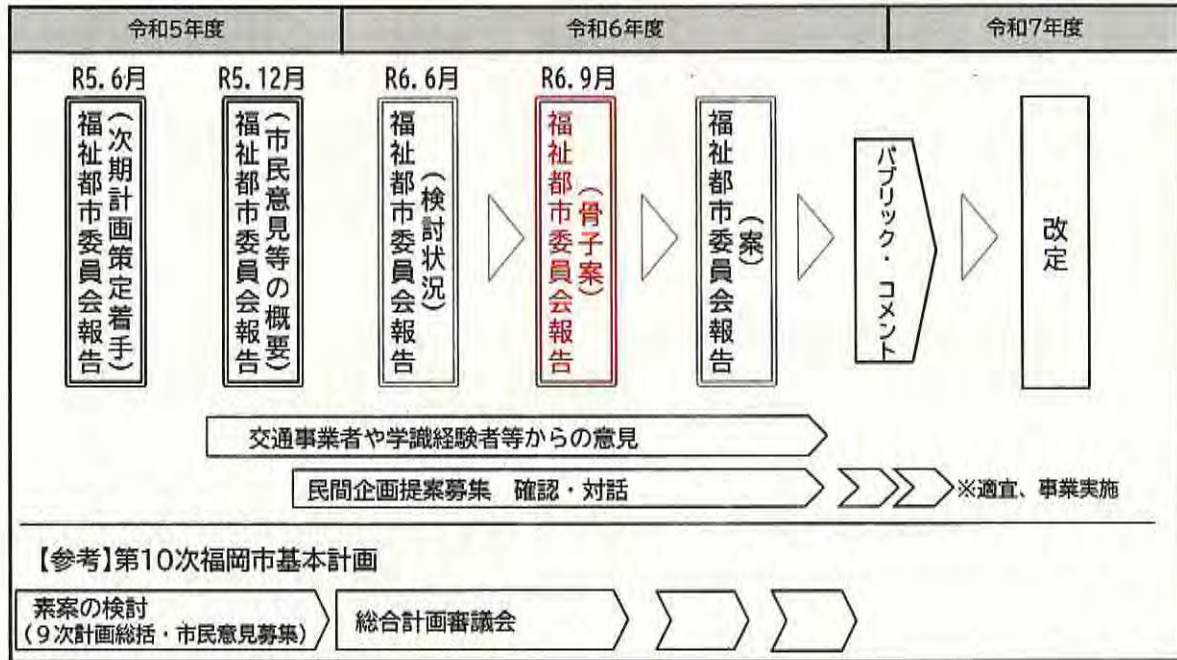 令和5年度
令和6年度
令和7年度
R5.6月
福祉都市委員会報告
(次期計画策定着手)
R5.12月
福祉都市委員会報告
(市民意見等の概要)
R6.6月
福祉都市委員会報告
(検討状況)
R6.9月
福祉都市委員会報告
(骨子案)
福祉都市委員会報告
(案)
パブリック・コメント
改定
交通事業者や学識経験者等からの意見
民間企画提案募集 確認・対話
※適宜、事業実施
【参考】第10次福岡市基本計画
素案の検討
(9次計画総括・市民意見募集)
総合計画審議会